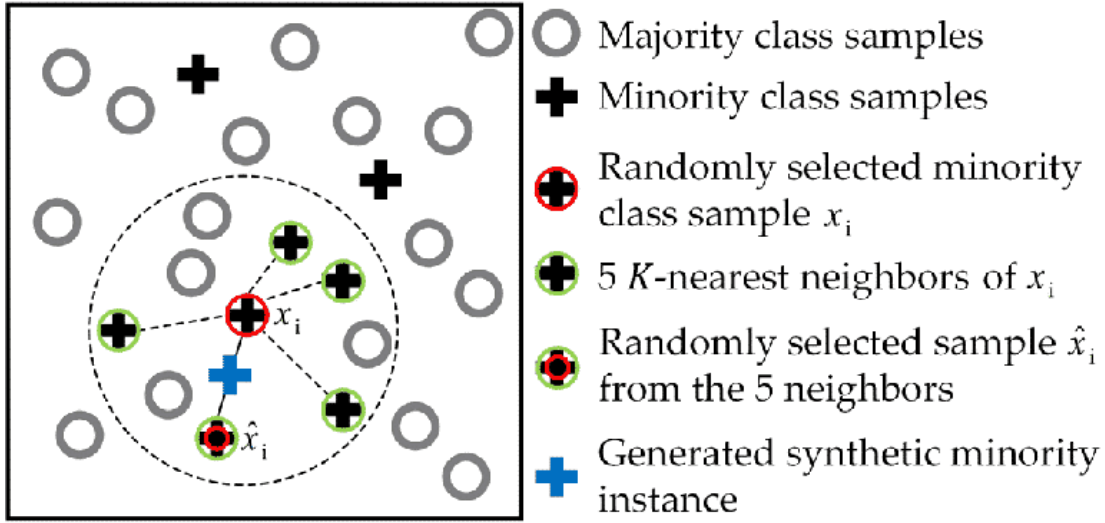 Majority class samples
Minority class samples
Randomly selected minority
class sample xᵢ
5 K-nearest neighbors of xᵢ
Randomly selected sample x̂ᵢ
from the 5 neighbors
Generated synthetic minority
instance
xᵢ
x̂ᵢ